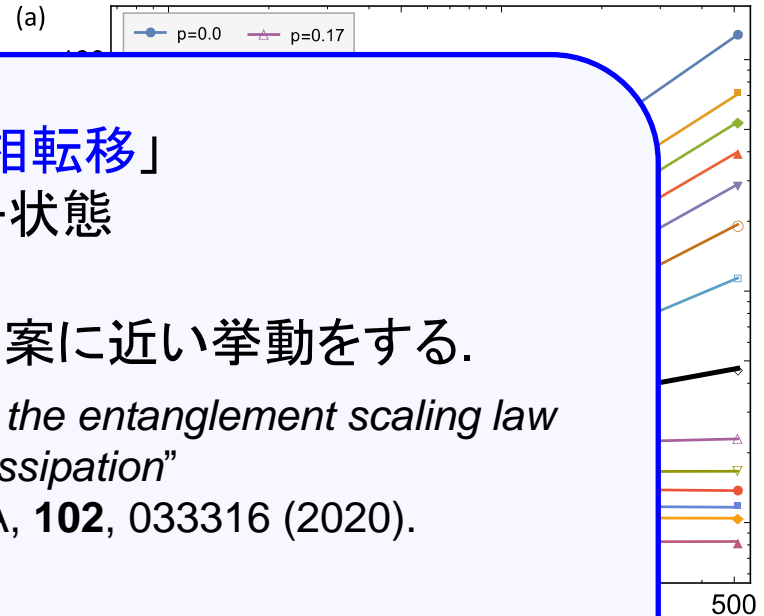 (a)
p=0.0 p=0.17
相転移」
状態
案に近い挙動をする.
the entanglement scaling law
ssipation”
, 102, 033316 (2020).
500